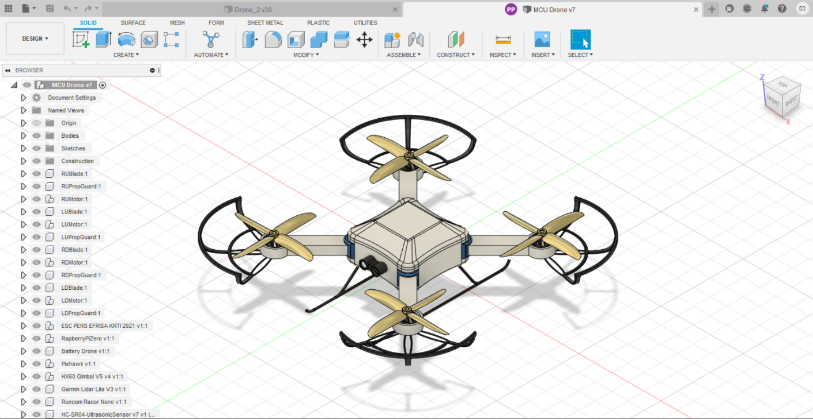 Drone_2 v30
PP MCU Drone v7
DESIGN
SOLID SURFACE MESH FORM SHEET METAL PLASTIC UTILITIES
CREATE AUTOMATE MODIFY ASSEMBLE CONSTRUCT INSPECT INSERT SELECT
BROWSER
MCU Drone v7
Document Settings
Named Views
Origin
Bodies
Sketches
Construction
RUBlade:1
RUPropGuard:1
RUMotor:1
LUBlade:1
LUMotor:1
LUPropGuard:1
RDBlade:1
RDMotor:1
RDPropGuard:1
LDBlade:1
LDMotor:1
LDPropGuard:1
ESC PENS EFRISA KRTI 2021 v1:1
RapberryPiZero v1:1
Battery Drone v1:1
Pixhawk v1:1
HX60 Gimbal V5 v4 v1:1
Garmin Lidar Lite V3 v1:1
Runcam Racer Nano v1:1
HC-SR04-UltrasonicSensor v7 v1 (...
Z
TOP
FRONT RIGHT
X